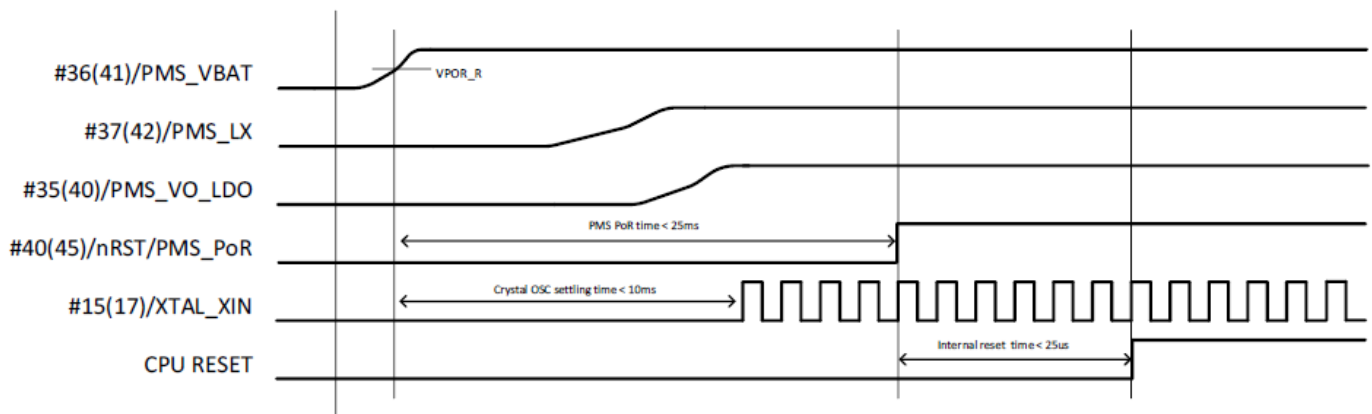 #36(41)/PMS_VBAT
VPOR_R
#37(42)/PMS_LX
#35(40)/PMS_VO_LDO
PMS PoR time < 25ms
#40(45)/nRST/PMS_PoR
Crystal OSC settling time < 10ms
#15(17)/XTAL_XIN
Internal reset time < 25us
CPU RESET